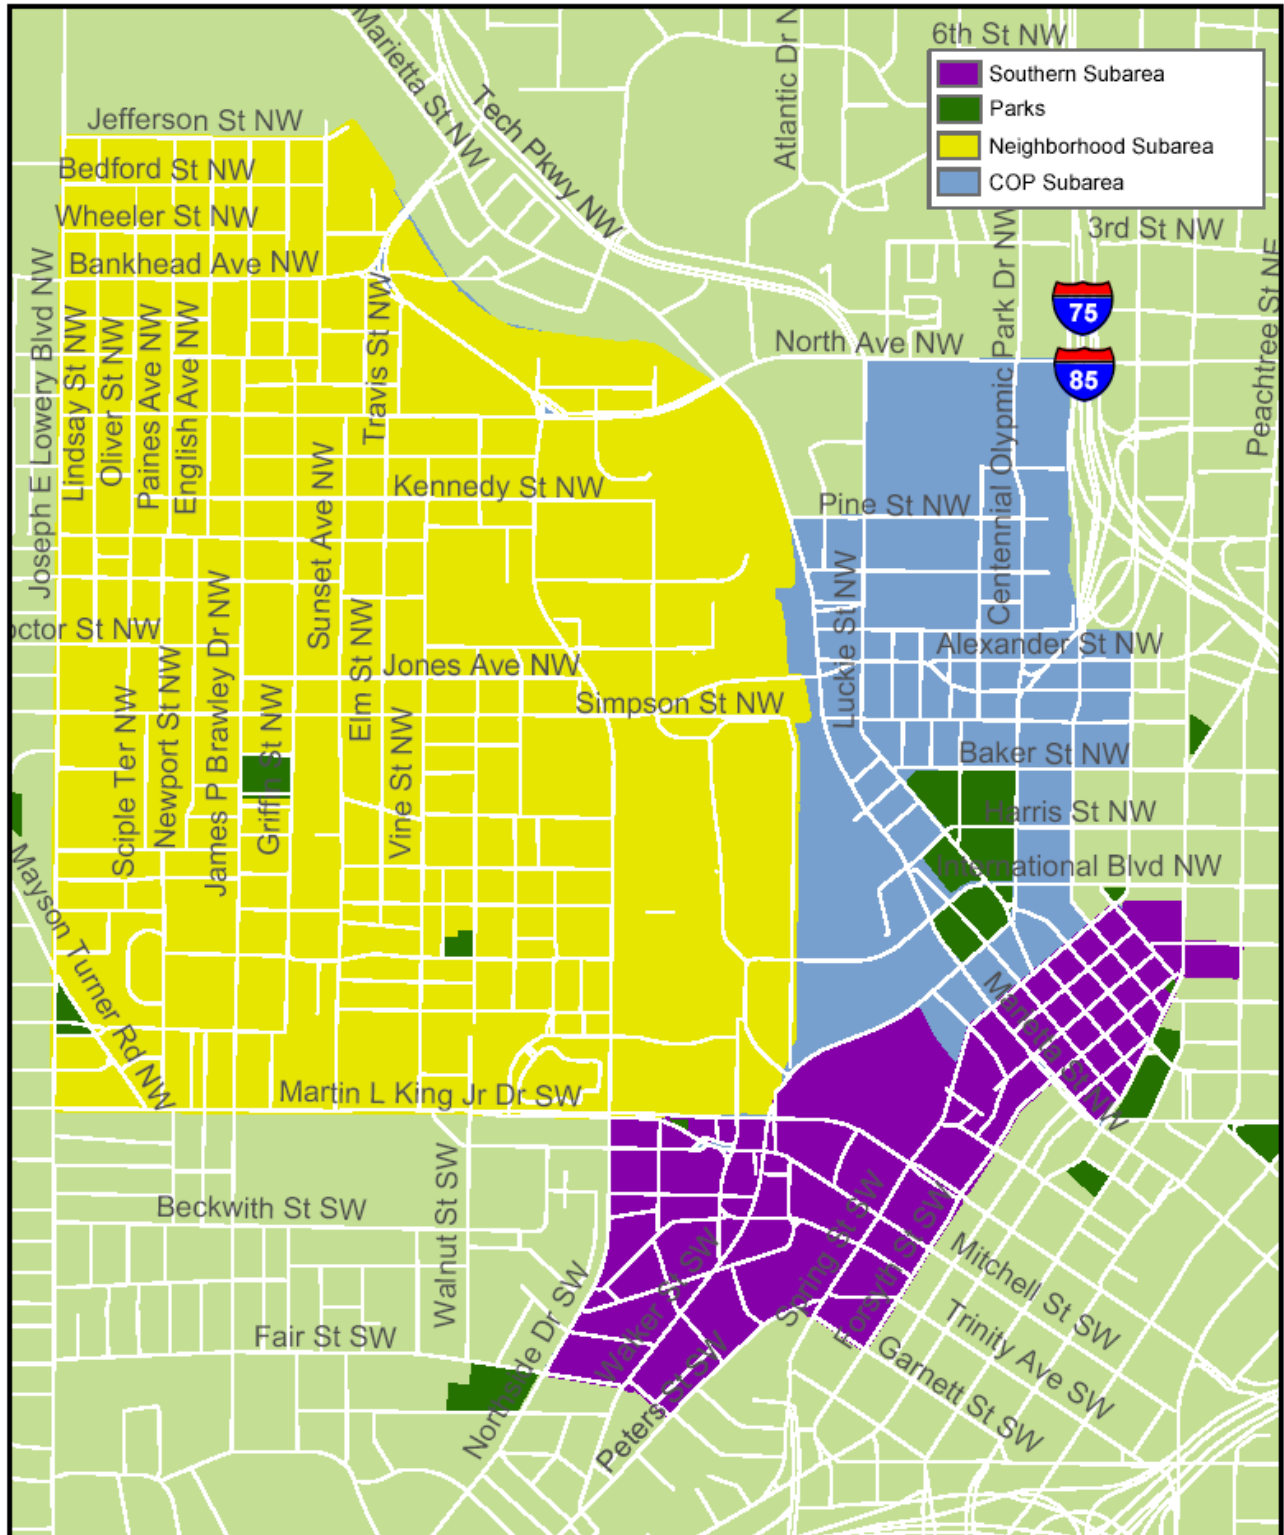 Marietta St NW
Atlantic Dr N
6th St NW
Southern Subarea
Parks
Neighborhood Subarea
COP Subarea
Tech Pkwy NW
Jefferson St NW
Bedford St NW
Wheeler St NW
Bankhead Ave NW
3rd St NW
75
85
North Ave NW
Peachtree St NE
Centennial Olypmic Park Dr NW
Joseph E Lowery Blvd NW
Lindsay St NW
Oliver St NW
Paines Ave NW
English Ave NW
Travis St NW
Sunset Ave NW
Kennedy St NW
Pine St NW
Luckie St NW
octor St NW
Alexander St NW
Jones Ave NW
Simpson St NW
Elm St NW
Sciple Ter NW
Newport St NW
James P Brawley Dr NW
Griffin St NW
Vine St NW
Baker St NW
Harris St NW
International Blvd NW
Mayson Turner Rd NW
Marietta St NW
Martin L King Jr Dr SW
Beckwith St SW
Walnut St SW
Fair St SW
Northside Dr SW
Walker St SW
Peters St SW
Spring St SW
Forsyth St SW
Mitchell St SW
Trinity Ave SW
Garnett St SW